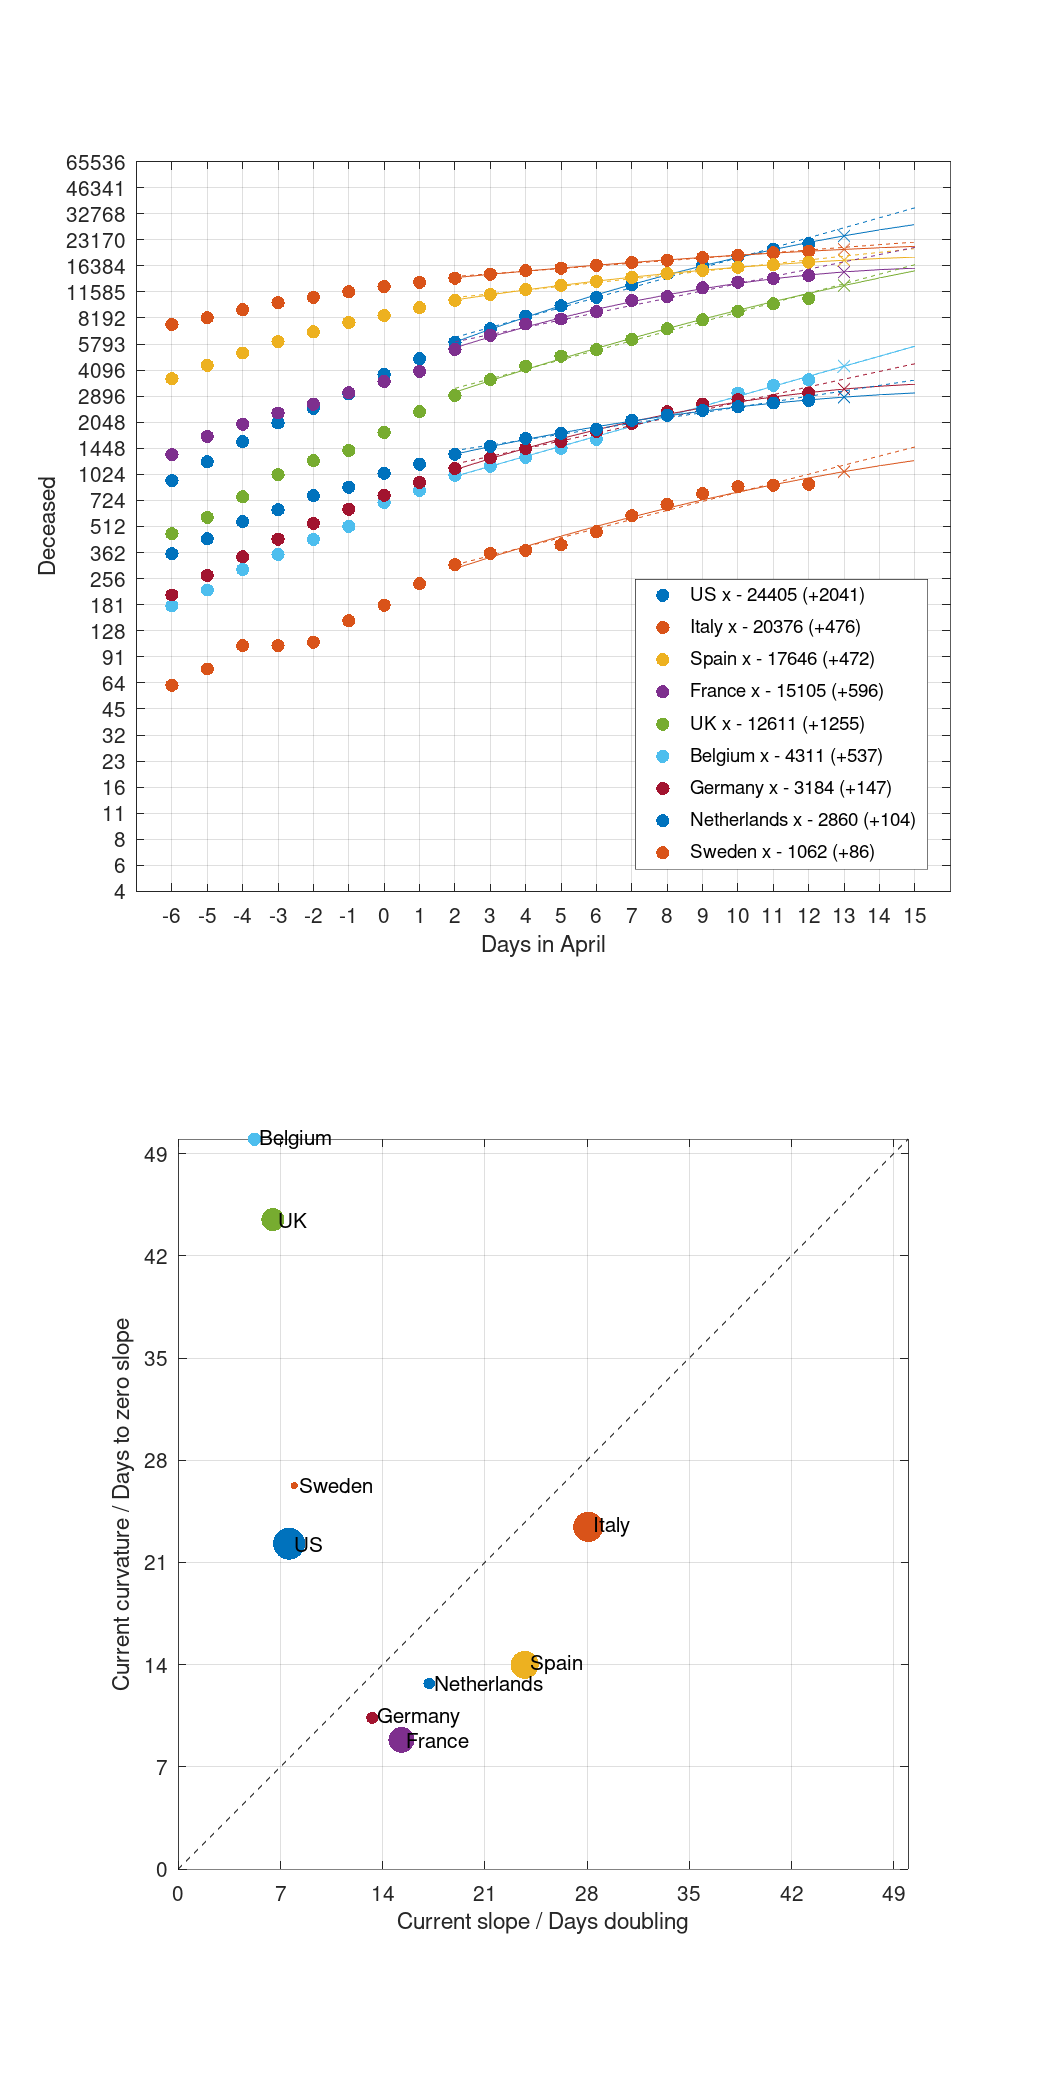 65536
46341
32768
23170
16384
11585
8192
5793
4096
2896
2048
1448
1024
724
512
362
256
181
128
91
64
45
32
23
16
11
8
6
4
Deceased
US x - 24405 (+2041)
Italy x - 20376 (+476)
Spain x - 17646 (+472)
France x - 15105 (+596)
UK x - 12611 (+1255)
Belgium x - 4311 (+537)
Germany x - 3184 (+147)
Netherlands x - 2860 (+104)
Sweden x - 1062 (+86)
-6 -5 -4 -3 -2 -1 0 1 2 3 4 5 6 7 8 9 10 11 12 13 14 15
Days in April
Belgium
49
UK
42
35
28
Sweden
Italy
US
21
14
Spain
Netherlands
Germany
France
7
0
Current curvature / Days to zero slope
0 7 14 21 28 35 42 49
Current slope / Days doubling